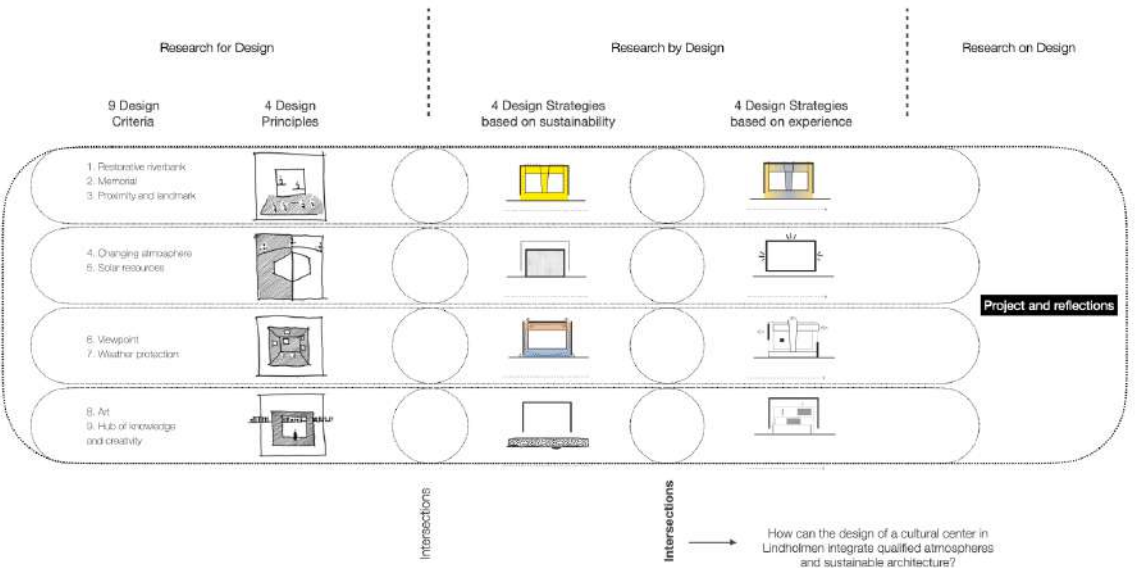 Research for Design
Research by Design
Research on Design
9 Design
Criteria
4 Design
Principles
4 Design Strategies
based on sustainability
4 Design Strategies
based on experience
1. Restorative riverbank
2. Memorial
3. Proximity and landmark
4. Changing atmosphere
5. Solar resources
6. Viewpoint
7. Weather protection
8. Art
9. Hub of knowledge
and creativity
Project and reflections
Intersections
Intersections
How can the design of a cultural center in
Lindholmen integrate qualified atmospheres
and sustainable architecture?